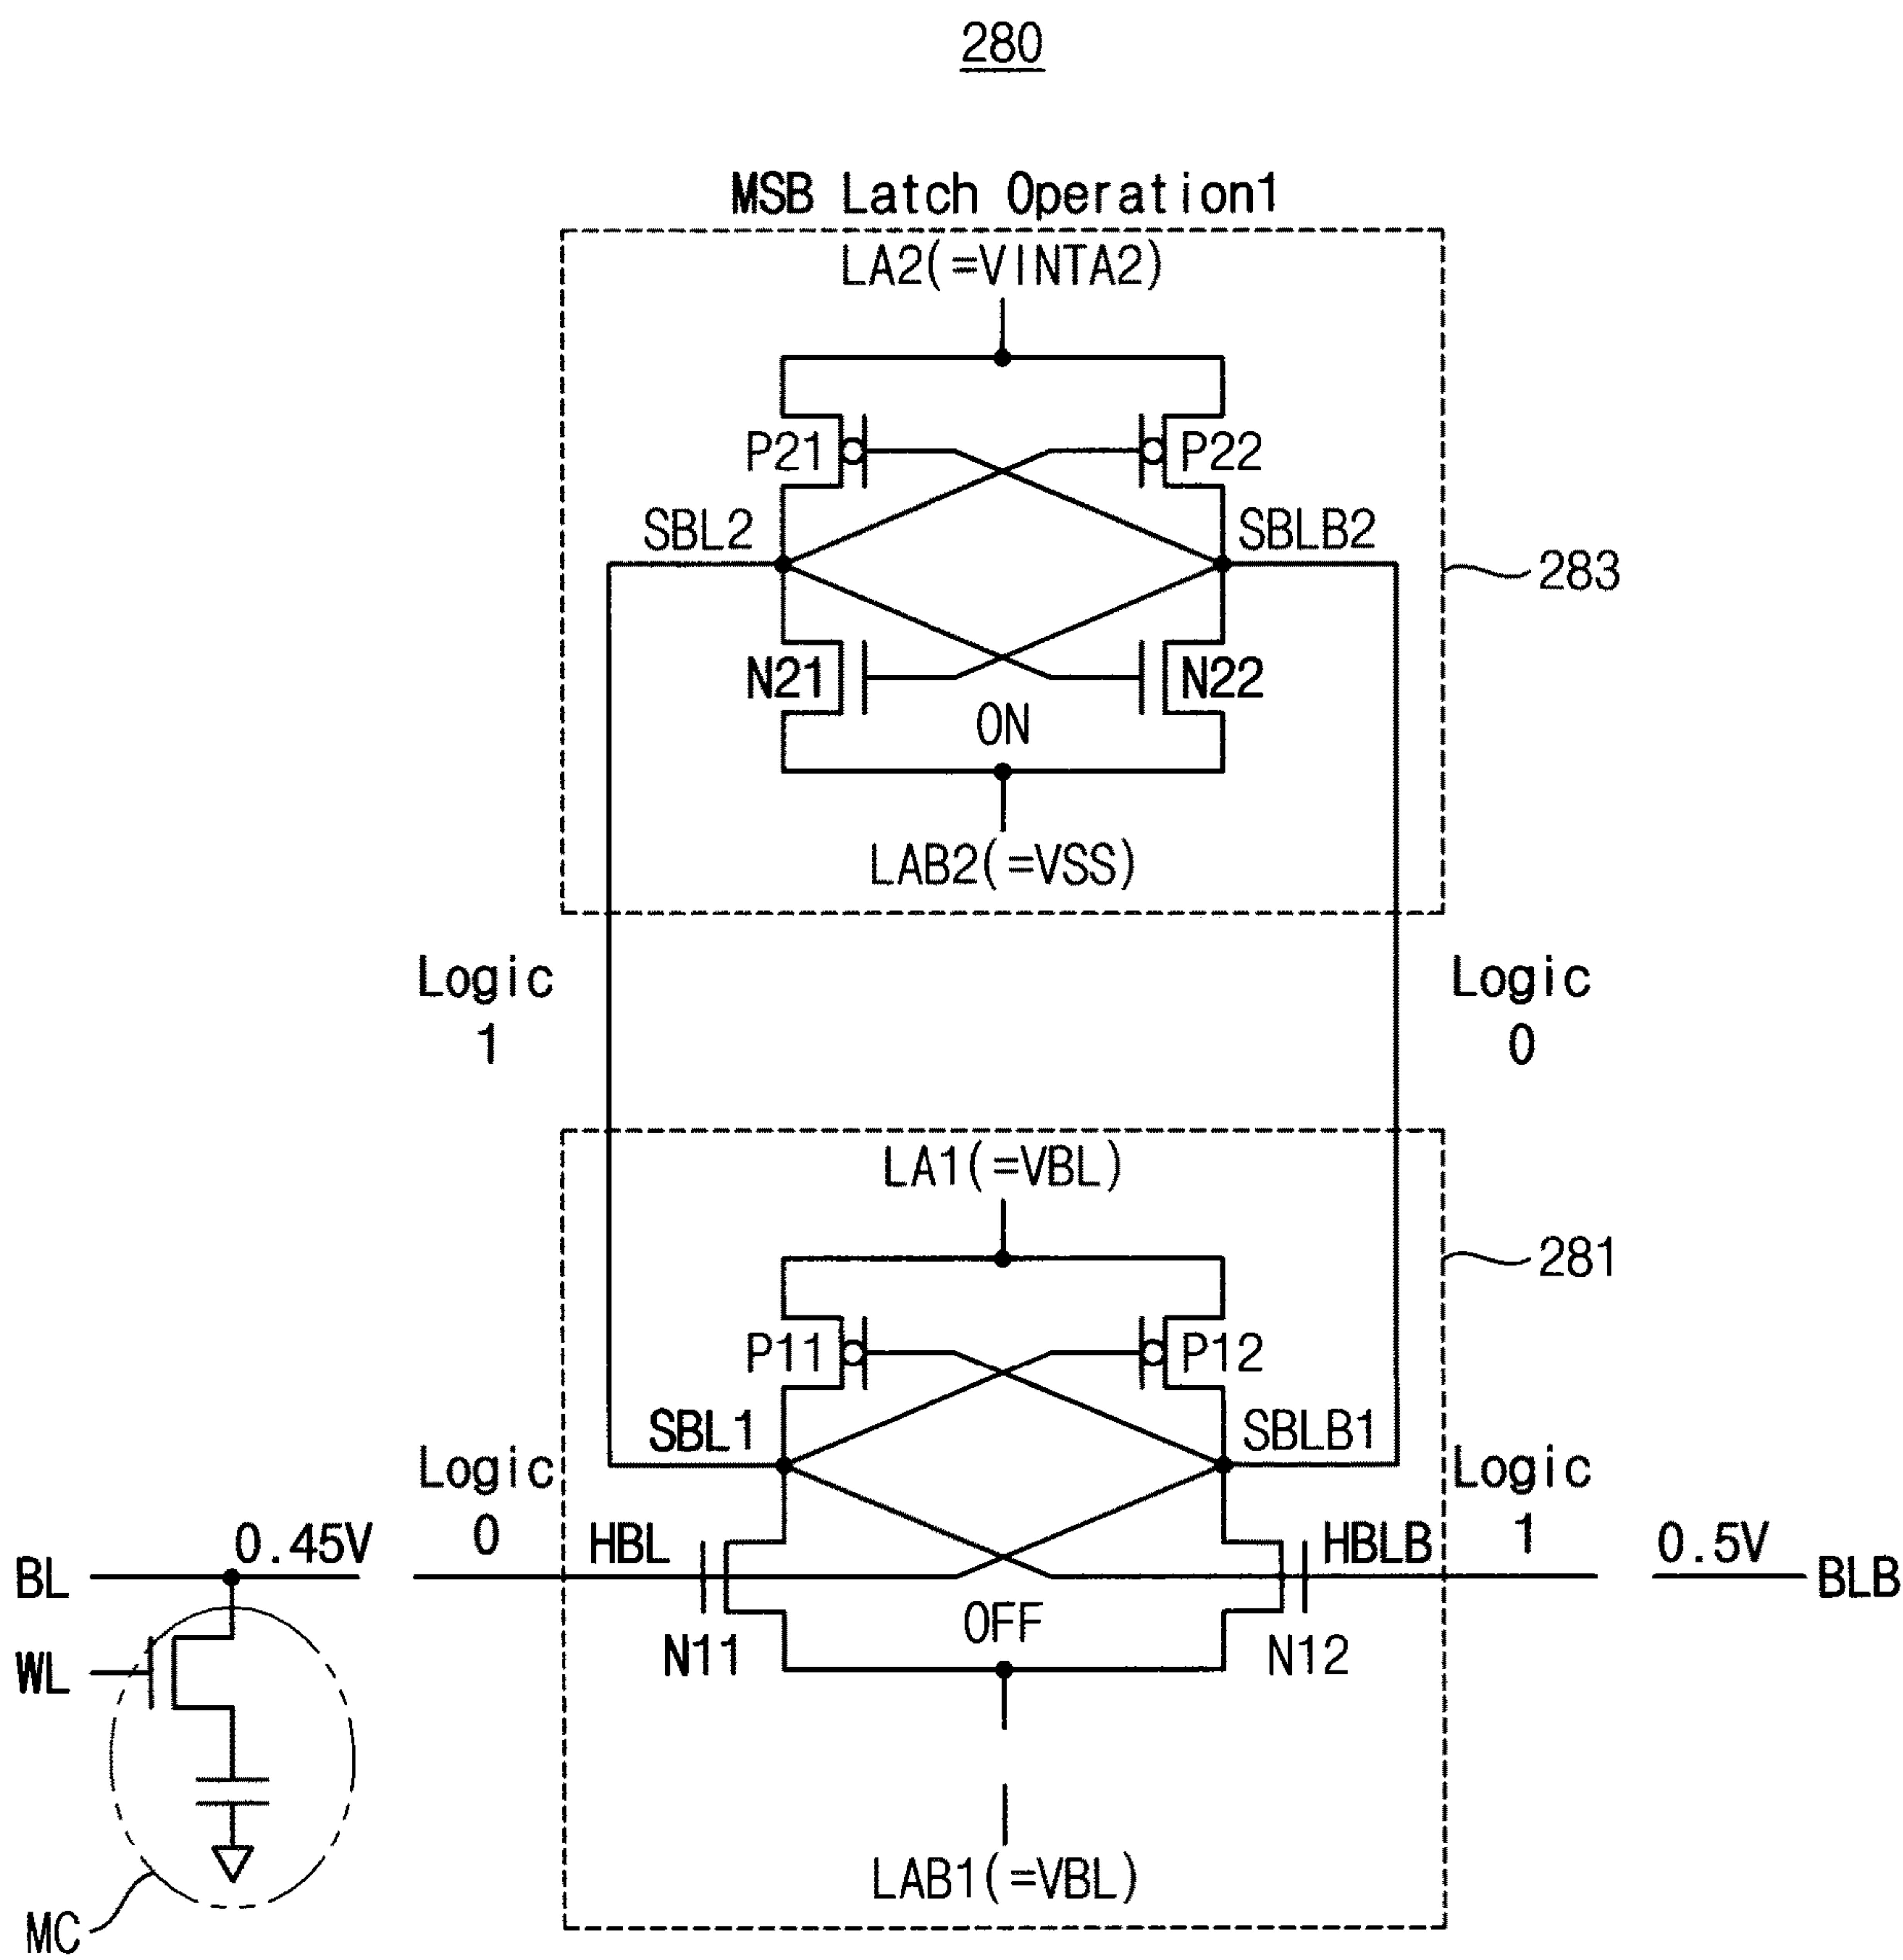 280
MSB Latch Operation1
LA2(=VINTA2)
P21
P22
SBL2
SBLB2
283
N21
N22
ON
LAB2(=VSS)
Logic
1
Logic
0
LA1(=VBL)
281
P11
P12
SBL1
SBLB1
Logic
0
Logic
1
0.45V
HBL
HBLB
0.5V
BL
BLB
OFF
WL
N11
N12
LAB1(=VBL)
MC